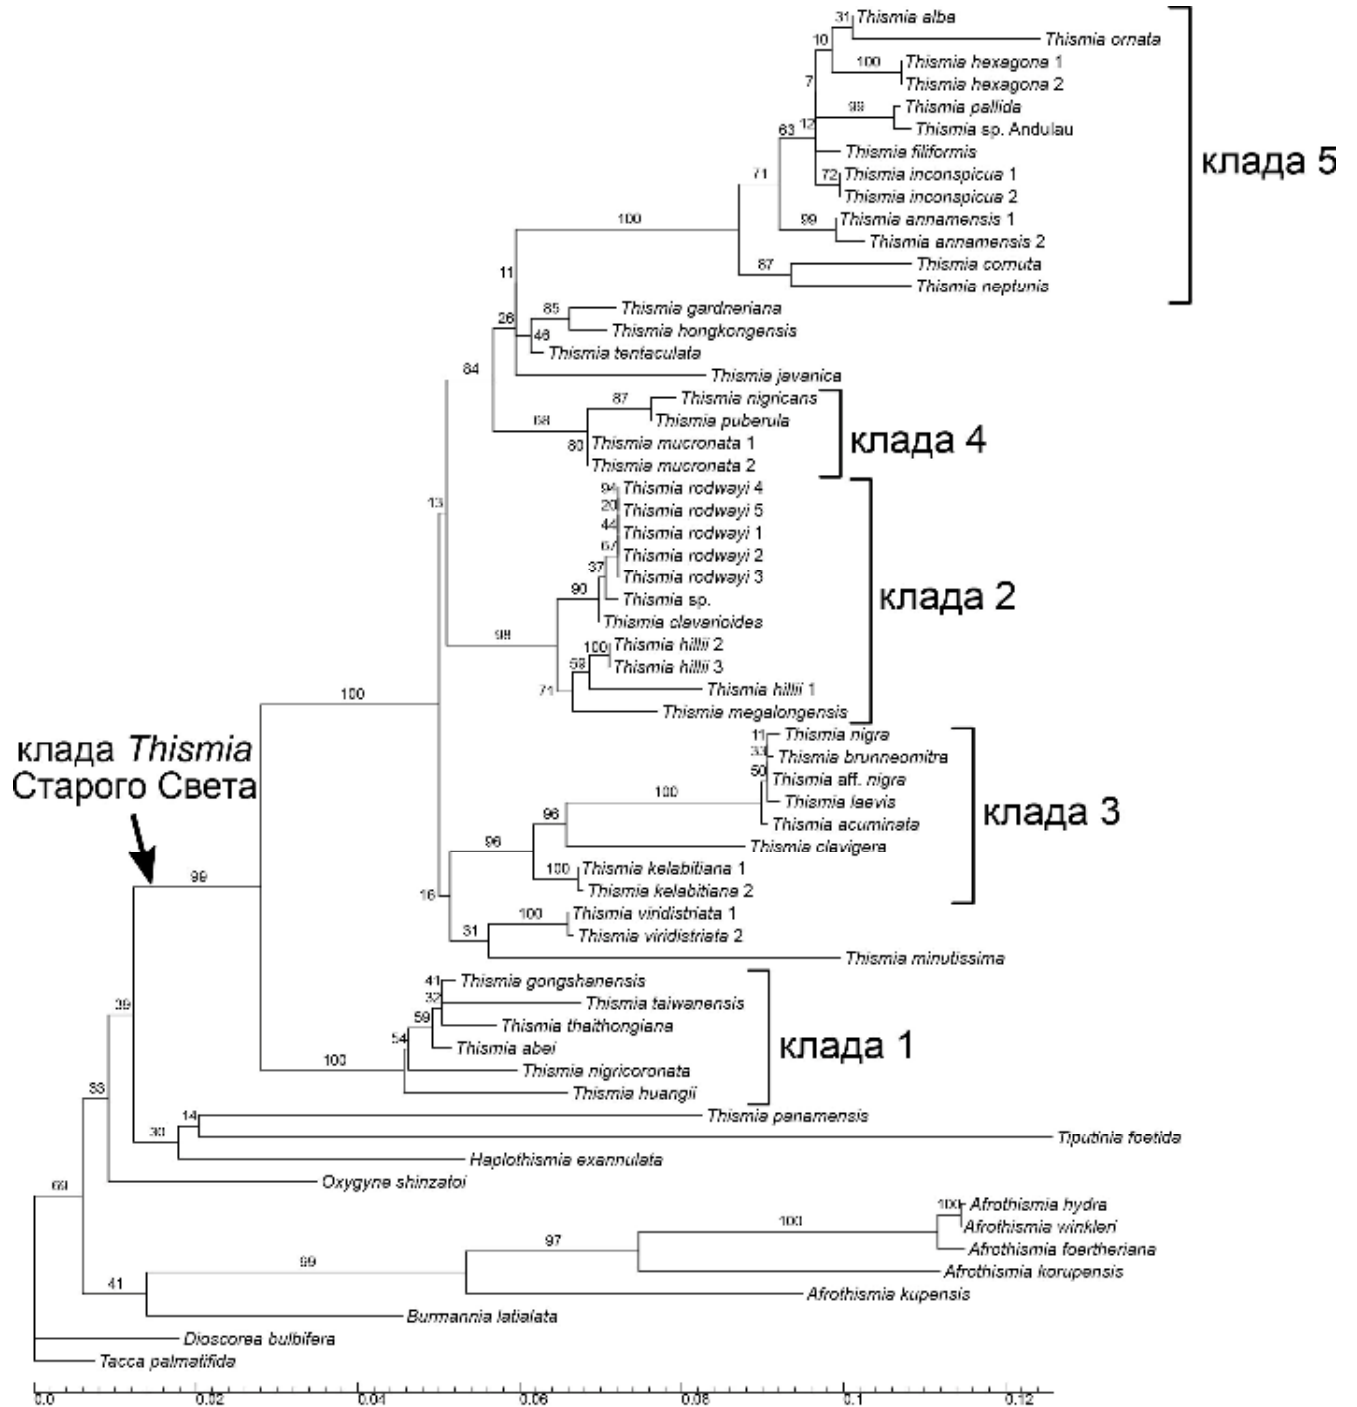 31 Thismia alba
Thismia ornata
10
100 Thismia hexagona 1
Thismia hexagona 2
7
99 Thismia pallida
12 Thismia sp. Andulau
63
Thismia filiformis
клада 5
71 72 Thismia inconspicua 1
Thismia inconspicua 2
100 99 Thismia annamensis 1
Thismia annamensis 2
87 Thismia cornuta
11
Thismia neptunis
85 Thismia gardneriana
26
Thismia hongkongensis
46
Thismia tentaculata
84 Thismia javanica
87 Thismia nigricans
68 Thismia puberula
80 Thismia mucronata 1
клада 4
Thismia mucronata 2
94 Thismia rodwayi 4
13 20 Thismia rodwayi 5
44 Thismia rodwayi 1
67 Thismia rodwayi 2
37 Thismia rodwayi 3
90 Thismia sp.
клада 2
Thismia clavarioides
98 100 Thismia hillii 2
59 Thismia hillii 3
71 Thismia hillii 1
100 Thismia megalongensis
11 Thismia nigra
клада Thismia
Старого Света
33 Thismia brunneomitra
50 Thismia aff. nigra
100 Thismia laevis
клада 3
96 Thismia acuminata
96 Thismia clavigera
100 Thismia kelabitiana 1
99
16 Thismia kelabitiana 2
100 Thismia viridistriata 1
31 Thismia viridistriata 2
Thismia minutissima
41 Thismia gongshanensis
32 Thismia taiwanensis
39 59 Thismia thaithongiana
54 Thismia abei
клада 1
100 Thismia nigricoronata
33 Thismia huangii
14 Thismia panamensis
30 Tiputinia foetida
Haplothismia exannulata
69 Oxygyne shinzatoi
100 Afrothismia hydra
100 Afrothismia winkleri
97 Afrothismia foertheriana
99 Afrothismia korupensis
41 Afrothismia kupensis
Burmannia latialata
Dioscorea bulbifera
Tacca palmatifida
0.0 0.02 0.04 0.06 0.08 0.1 0.12